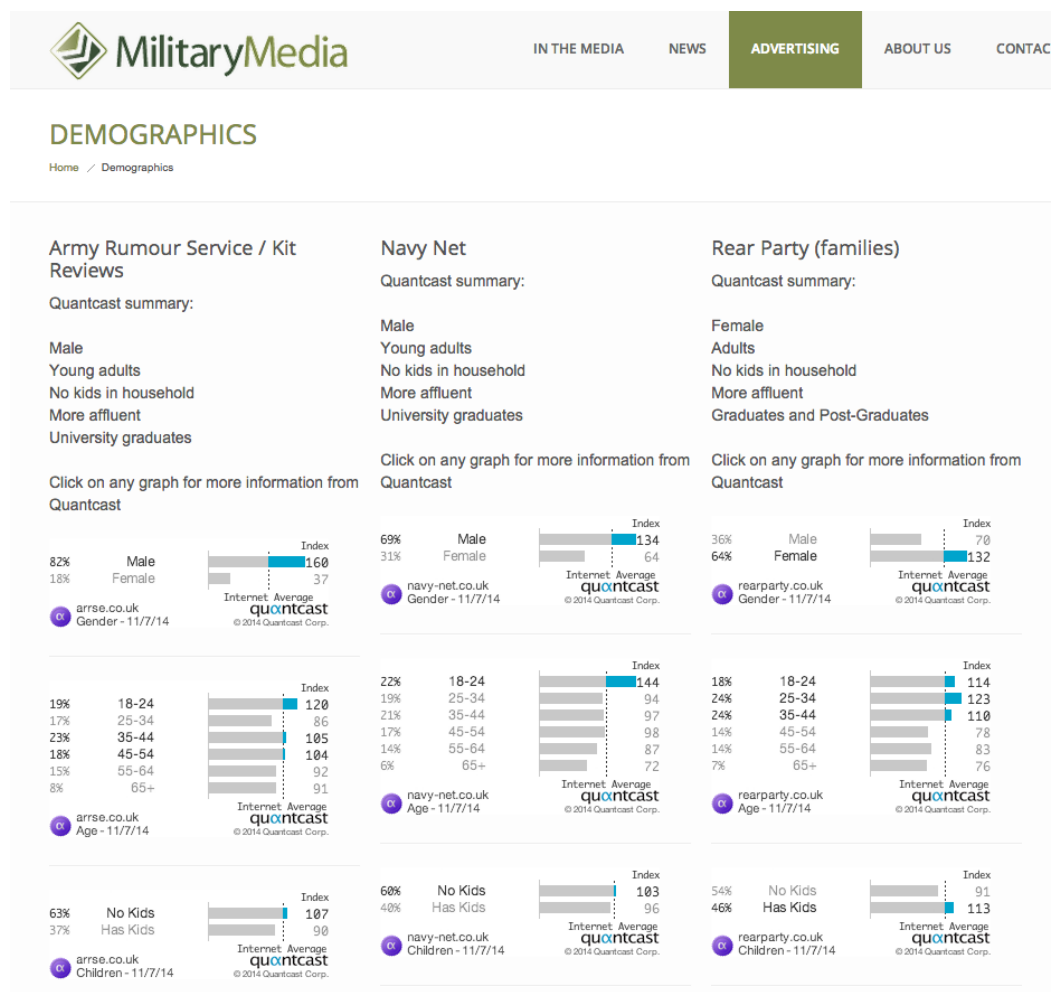 MilitaryMedia
IN THE MEDIA
NEWS
ADVERTISING
ABOUT US
CONTAC
DEMOGRAPHICS
Home / Demographics
Army Rumour Service / Kit
Reviews
Quantcast summary:
Male
Young adults
No kids in household
More affluent
University graduates
Click on any graph for more information from
Quantcast
Index
82% Male 160
18% Female 37
Internet Average
quantcast
© 2014 Quantcast Corp.
α arrse.co.uk
Gender - 11/7/14
Index
19% 18-24 120
17% 25-34 86
23% 35-44 105
18% 45-54 104
15% 55-64 92
8% 65+ 91
Internet Average
quantcast
© 2014 Quantcast Corp.
α arrse.co.uk
Age - 11/7/14
Index
63% No Kids 107
37% Has Kids 90
Internet Average
quantcast
© 2014 Quantcast Corp.
α arrse.co.uk
Children - 11/7/14
Navy Net
Quantcast summary:
Male
Young adults
No kids in household
More affluent
University graduates
Click on any graph for more information from
Quantcast
Index
69% Male 134
31% Female 64
Internet Average
quantcast
© 2014 Quantcast Corp.
α navy-net.co.uk
Gender - 11/7/14
Index
22% 18-24 144
19% 25-34 94
21% 35-44 97
17% 45-54 98
14% 55-64 87
6% 65+ 72
Internet Average
quantcast
© 2014 Quantcast Corp.
α navy-net.co.uk
Age - 11/7/14
Index
60% No Kids 103
40% Has Kids 96
Internet Average
quantcast
© 2014 Quantcast Corp.
α navy-net.co.uk
Children - 11/7/14
Rear Party (families)
Quantcast summary:
Female
Adults
No kids in household
More affluent
Graduates and Post-Graduates
Click on any graph for more information from
Quantcast
Index
36% Male 70
64% Female 132
Internet Average
quantcast
© 2014 Quantcast Corp.
α rearparty.co.uk
Gender - 11/7/14
Index
18% 18-24 114
24% 25-34 123
24% 35-44 110
14% 45-54 78
14% 55-64 83
7% 65+ 76
Internet Average
quantcast
© 2014 Quantcast Corp.
α rearparty.co.uk
Age - 11/7/14
Index
54% No Kids 91
46% Has Kids 113
Internet Average
quantcast
© 2014 Quantcast Corp.
α rearparty.co.uk
Children - 11/7/14